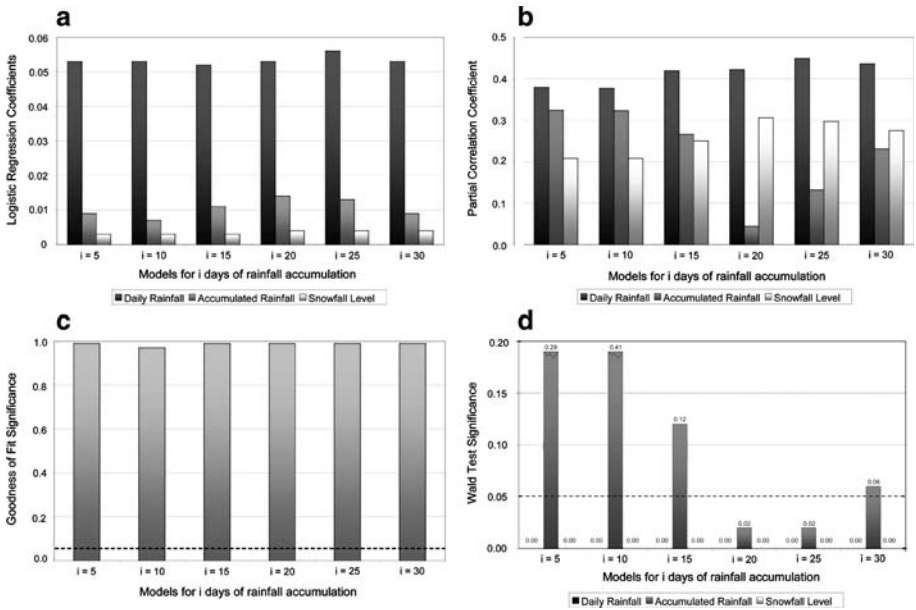 a
0.06
0.05
0.04
0.03
0.02
0.01
0
Logistic Regression Coefficients
i = 5 i = 10 i = 15 i = 20 i = 25 i = 30
Models for i days of rainfall accumulation
Daily Rainfall Accumulated Rainfall Snowfall Level
b
0.5
0.4
0.3
0.2
0.1
0.0
Partial Correlation Coefficient
i = 5 i = 10 i = 15 i = 20 i = 25 i = 30
Models for i days of rainfall accumulation
Daily Rainfall Accumulated Rainfall Snowfall Level
c
1.0
0.8
0.6
0.4
0.2
0.0
Goodness of Fit Significance
i = 5 i = 10 i = 15 i = 20 i = 25 i = 30
Models for i days of rainfall accumulation
d
0.20
0.15
0.10
0.05
0.00
Wald Test Significance
0.29 0.41 0.12 0.02 0.02 0.06
0.00 0.00 0.00 0.00 0.00 0.00 0.00 0.00 0.00 0.00 0.00 0.00
i = 5 i = 10 i = 15 i = 20 i = 25 i = 30
Models for i days of rainfall accumulation
Daily Rainfall Accumulated Rainfall Snowfall Level